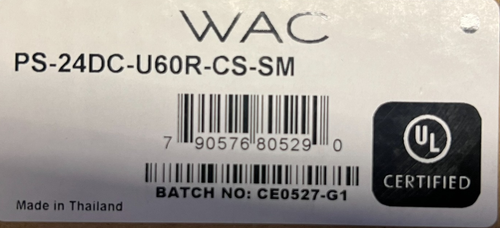 WAC
PS-24DC-U60R-CS-SM
7 90576 80529 0
BATCH NO: CE0527-G1
UL
CERTIFIED
Made in Thailand